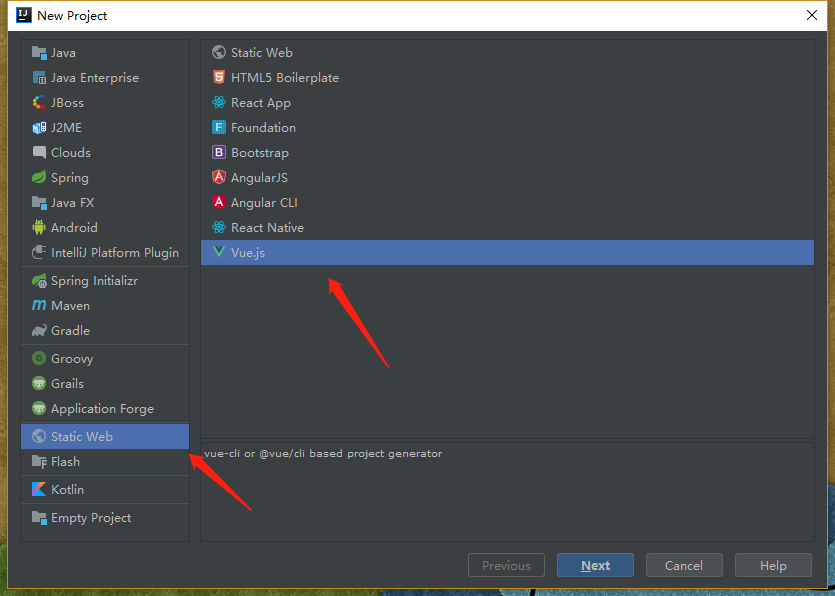 New Project
Java
Java Enterprise
JBoss
J2ME
Clouds
Spring
Java FX
Android
IntelliJ Platform Plugin
Spring Initializr
Maven
Gradle
Groovy
Grails
Application Forge
Static Web
Flash
Kotlin
Empty Project
Static Web
HTML5 Boilerplate
React App
Foundation
Bootstrap
AngularJS
Angular CLI
React Native
Vue.js
vue-cli or @vue/cli based project generator
Previous
Next
Cancel
Help